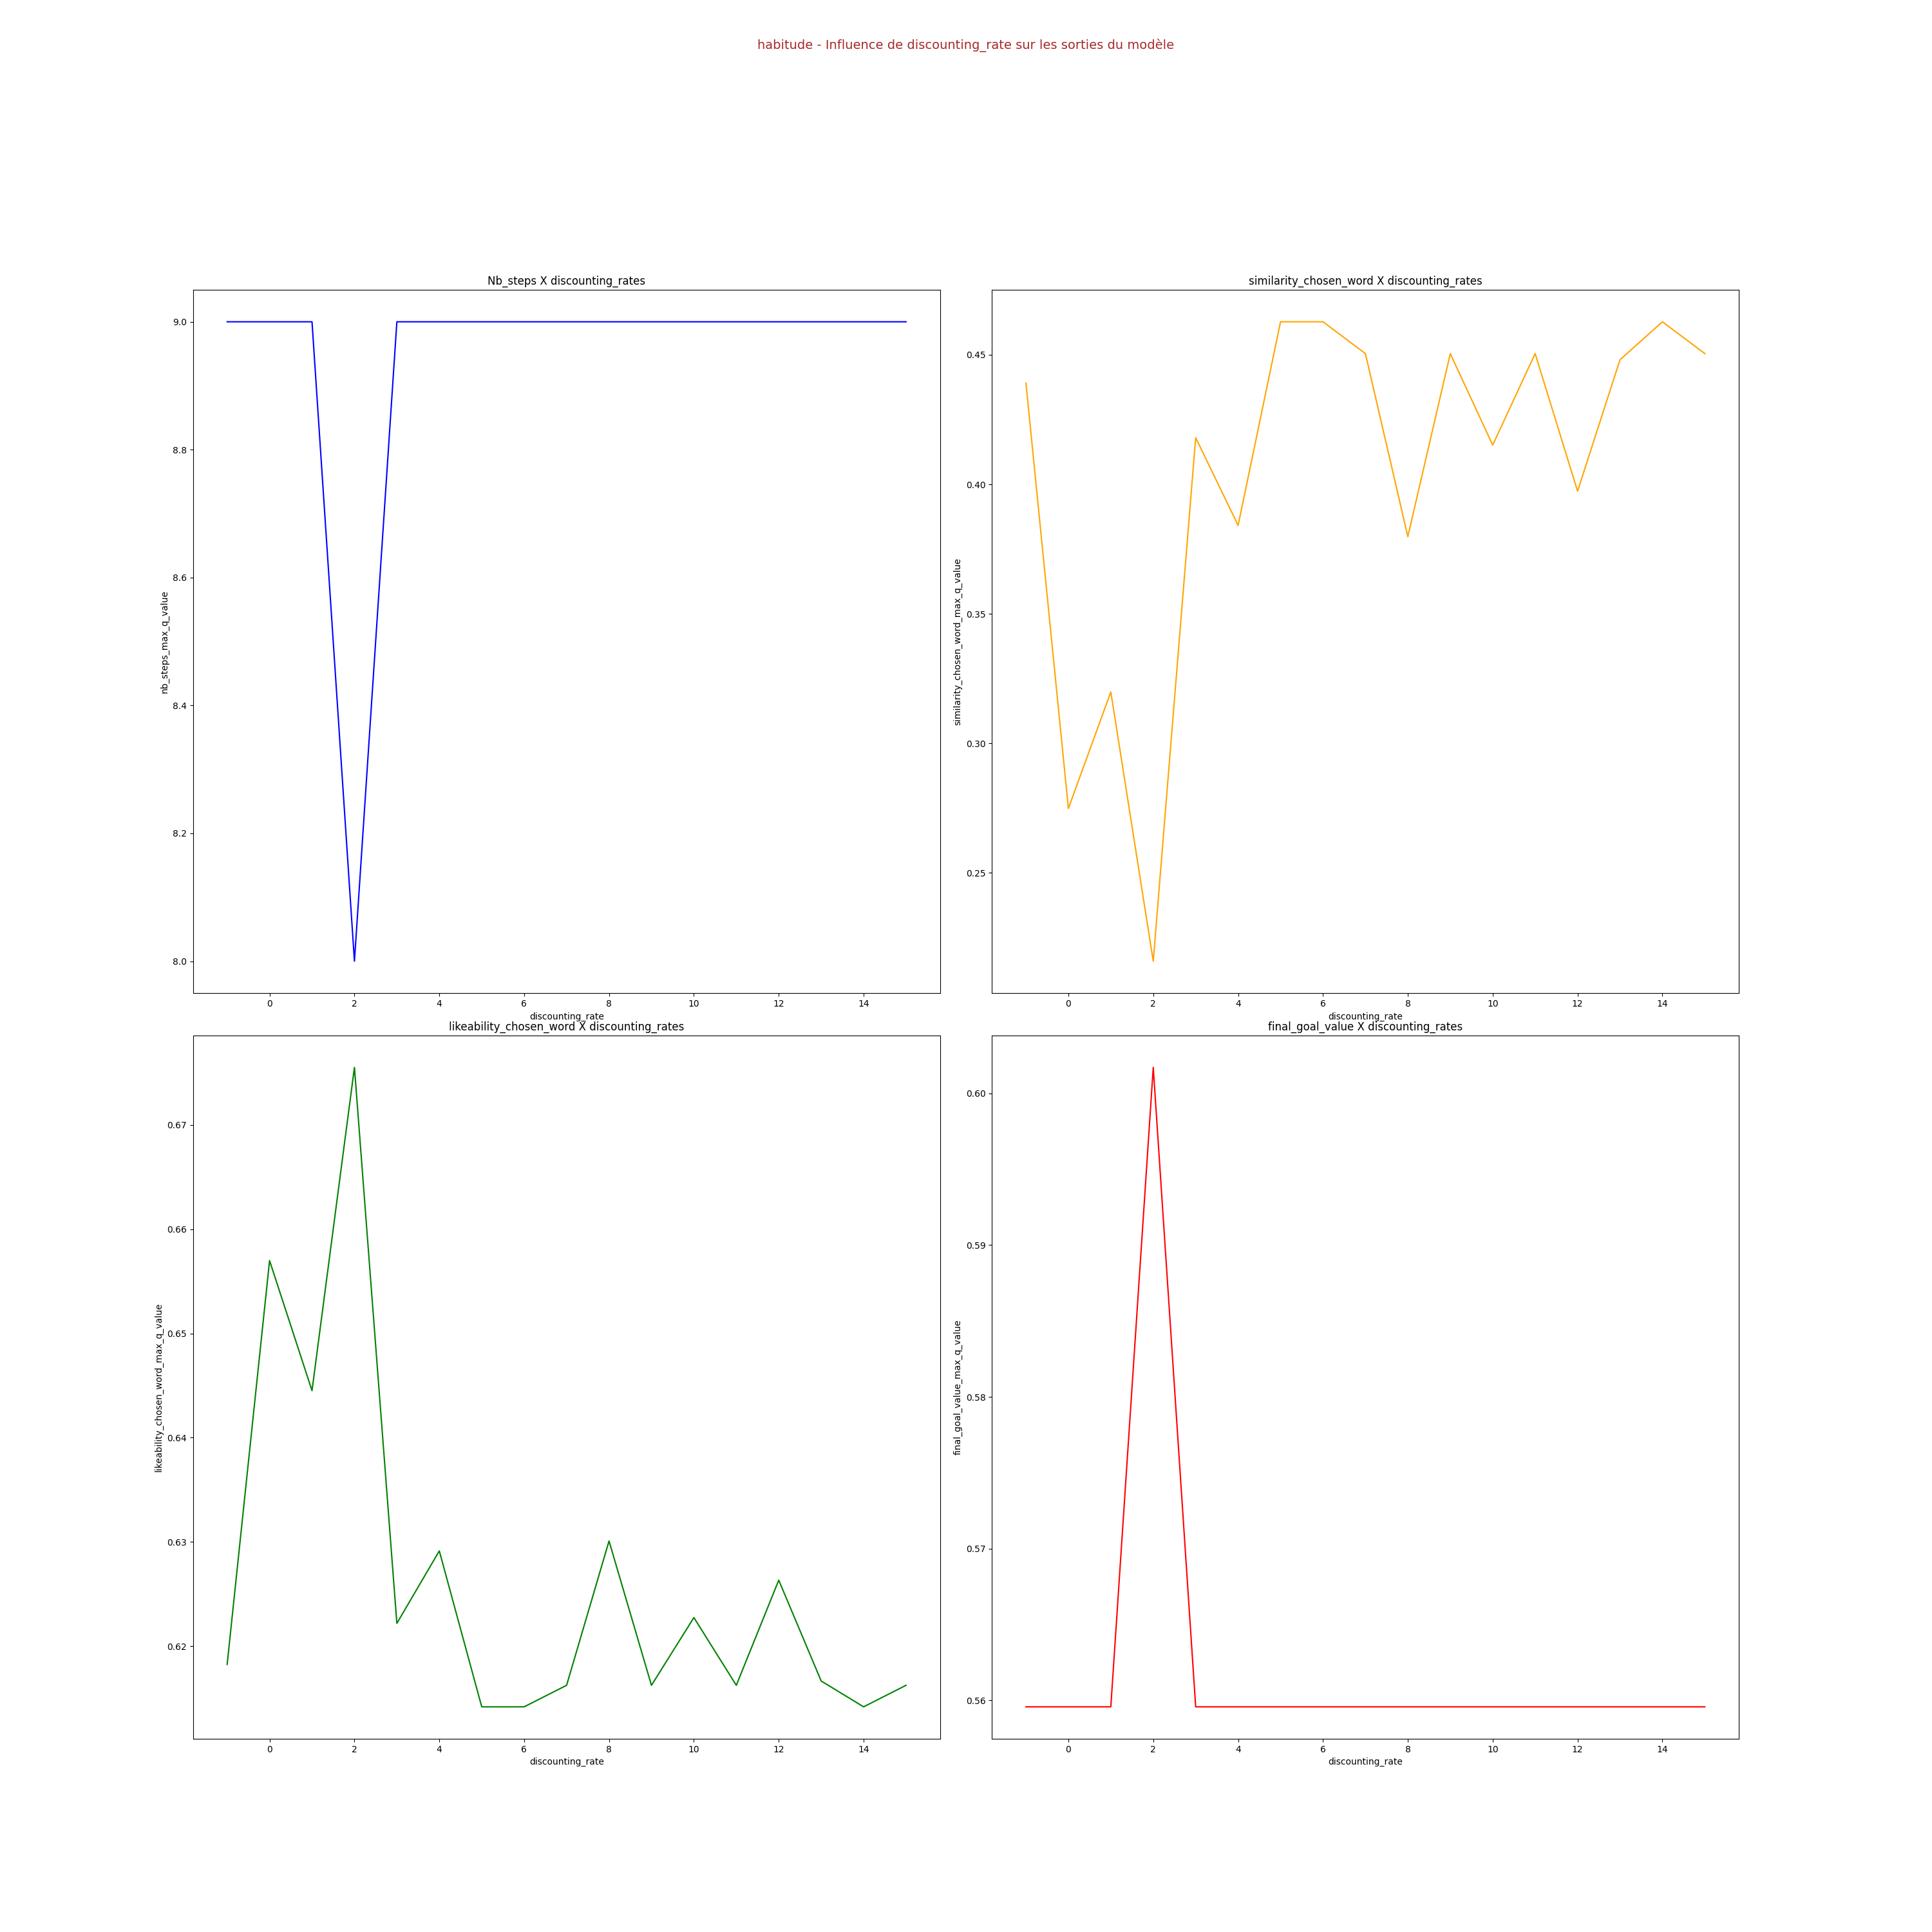 habitude - Influence de discounting_rate sur les sorties du modèle
Nb_steps X discounting_rates
nb_steps_max_q_value
9.0
8.8
8.6
8.4
8.2
8.0
0 2 4 6 8 10 12 14
discounting_rate
similarity_chosen_word X discounting_rates
similarity_chosen_word_max_q_value
0.45
0.40
0.35
0.30
0.25
0 2 4 6 8 10 12 14
discounting_rate
likeability_chosen_word X discounting_rates
likeability_chosen_word_max_q_value
0.67
0.66
0.65
0.64
0.63
0.62
0 2 4 6 8 10 12 14
discounting_rate
final_goal_value X discounting_rates
final_goal_value_max_q_value
0.60
0.59
0.58
0.57
0.56
0 2 4 6 8 10 12 14
discounting_rate